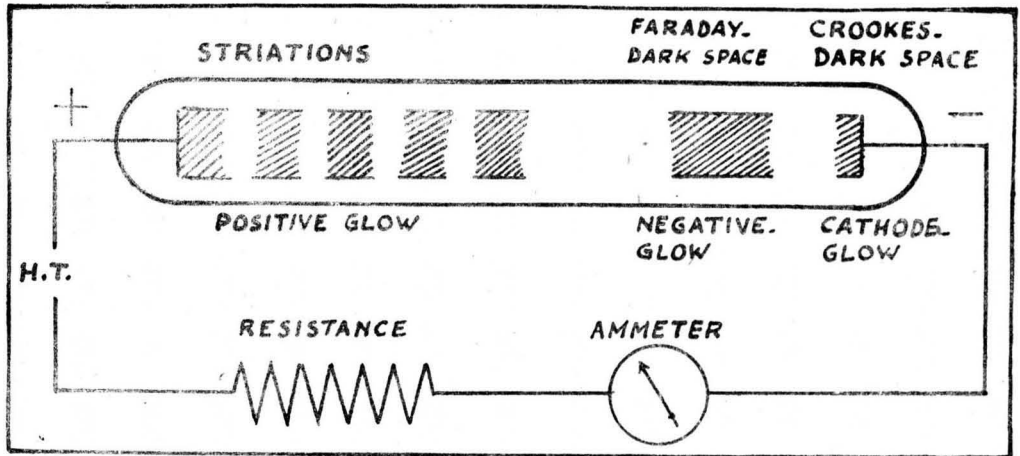 STRIATIONS
FARADAY-
DARK SPACE
CROOKES-
DARK SPACE
+
−
POSITIVE GLOW
NEGATIVE-
GLOW
CATHODE-
GLOW
H.T.
RESISTANCE
AMMETER